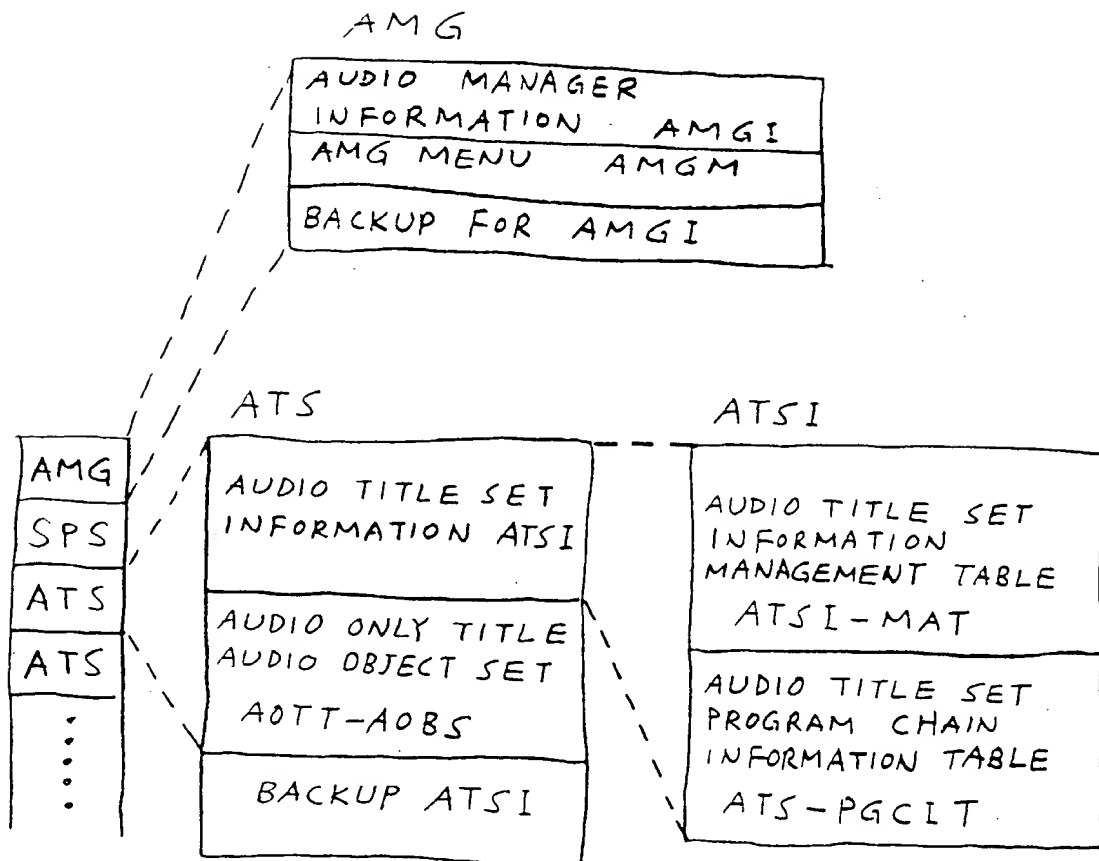 AMG
AUDIO MANAGER
INFORMATION AMGI
AMG MENU AMGM
BACKUP FOR AMGI
AMG
SPS
ATS
ATS
ATS
AUDIO TITLE SET
INFORMATION ATSI
AUDIO ONLY TITLE
AUDIO OBJECT SET
AOTT-AOBS
BACKUP ATSI
ATSI
AUDIO TITLE SET
INFORMATION
MANAGEMENT TABLE
ATSI-MAT
AUDIO TITLE SET
PROGRAM CHAIN
INFORMATION TABLE
ATS-PGCIT